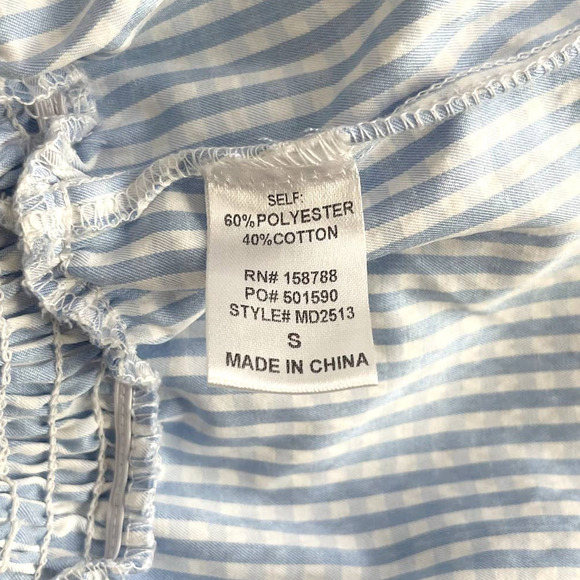 SELF:
60%POLYESTER
40%COTTON
RN# 158788
PO# 501590
STYLE# MD2513
S
MADE IN CHINA